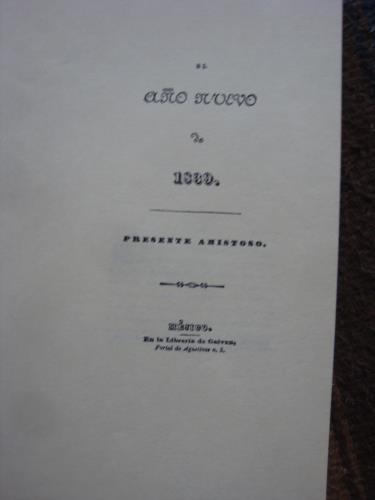 EL
AÑO NUEVO
de
1839.
PRESENTE AMISTOSO.
MÉXICO.
En la Librería de Galvan,
Portal de Agustinos n. 3.